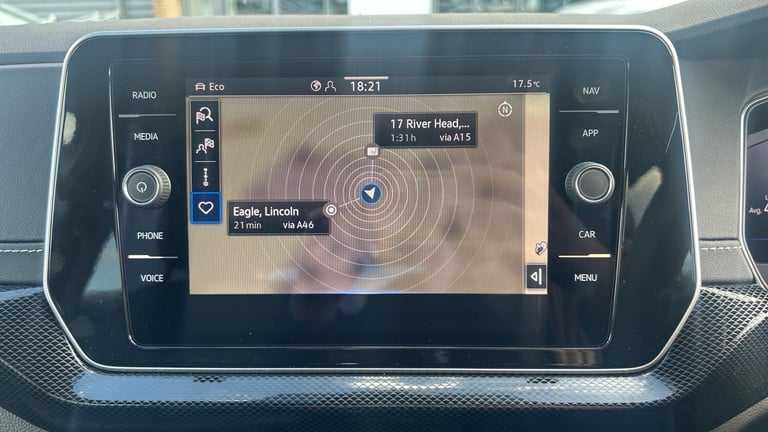 RADIO
MEDIA
PHONE
VOICE
Eco
18:21
17.5°C
17 River Head,...
1:31 h via A15
Eagle, Lincoln
21 min via A46
N
NAV
APP
CAR
MENU
Avg.